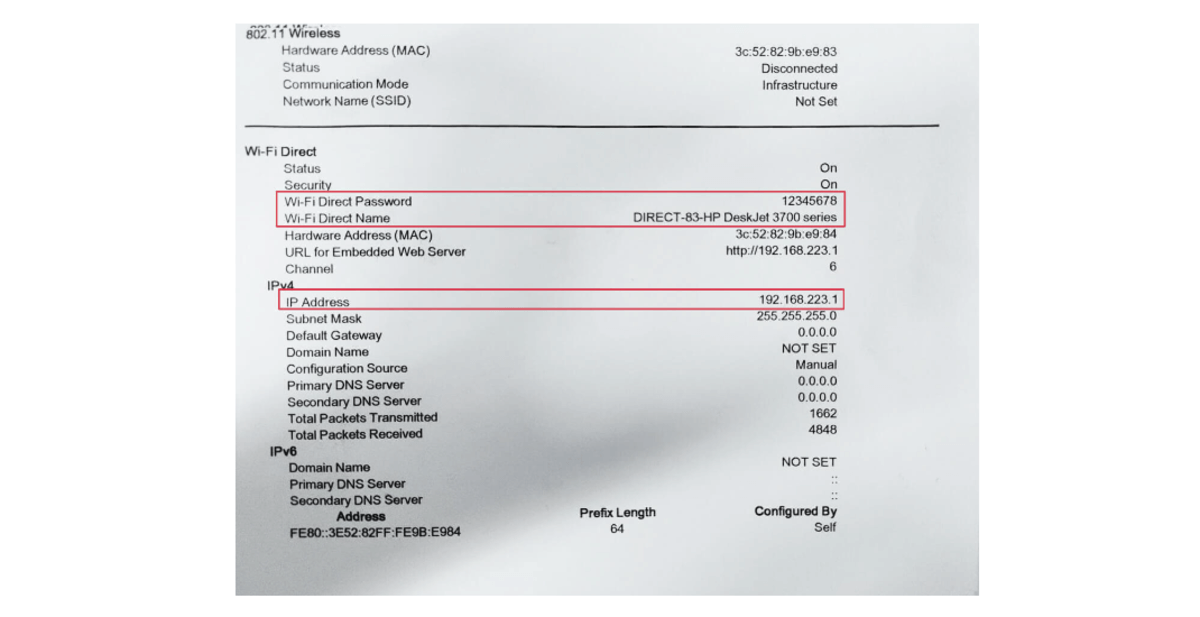 802.11 Wireless
Hardware Address (MAC) 3c:52:82:9b:e9:83
Status Disconnected
Communication Mode Infrastructure
Network Name (SSID) Not Set
Wi-Fi Direct
Status On
Security On
Wi-Fi Direct Password 12345678
Wi-Fi Direct Name DIRECT-83-HP DeskJet 3700 series
Hardware Address (MAC) 3c:52:82:9b:e9:84
URL for Embedded Web Server http://192.168.223.1
Channel 6
IPv4
IP Address 192.168.223.1
Subnet Mask 255.255.255.0
Default Gateway 0.0.0.0
Domain Name NOT SET
Configuration Source Manual
Primary DNS Server 0.0.0.0
Secondary DNS Server 0.0.0.0
Total Packets Transmitted 1662
Total Packets Received 4848
IPv6
Domain Name NOT SET
Primary DNS Server ::
Secondary DNS Server ::
Address Prefix Length Configured By
FE80::3E52:82FF:FE9B:E984 64 Self